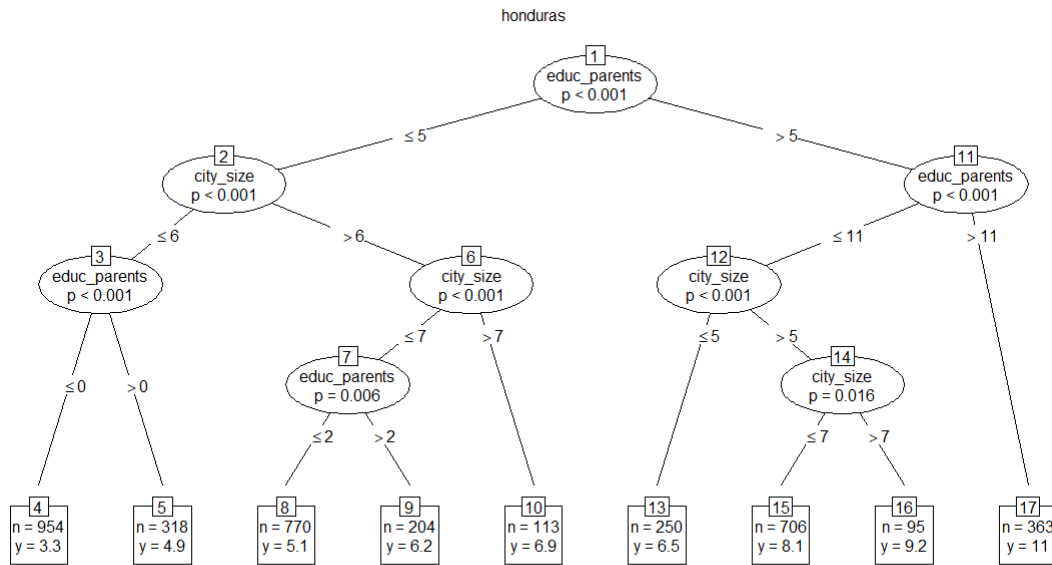 honduras
1
educ_parents
p < 0.001
≤ 5
> 5
2
city_size
p < 0.001
11
educ_parents
p < 0.001
≤ 6
> 6
≤ 11
> 11
3
educ_parents
p < 0.001
6
city_size
p < 0.001
12
city_size
p < 0.001
≤ 7
> 7
≤ 5
> 5
7
educ_parents
p = 0.006
14
city_size
p = 0.016
≤ 0
> 0
≤ 2
> 2
≤ 7
> 7
4
n = 954
y = 3.3
5
n = 318
y = 4.9
8
n = 770
y = 5.1
9
n = 204
y = 6.2
10
n = 113
y = 6.9
13
n = 250
y = 6.5
15
n = 706
y = 8.1
16
n = 95
y = 9.2
17
n = 363
y = 11